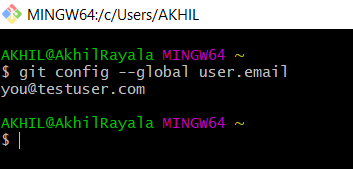 MINGW64:/c/Users/AKHIL
AKHIL@AkhilRayala MINGW64 ~
$ git config --global user.email
you@testuser.com
AKHIL@AkhilRayala MINGW64 ~
$